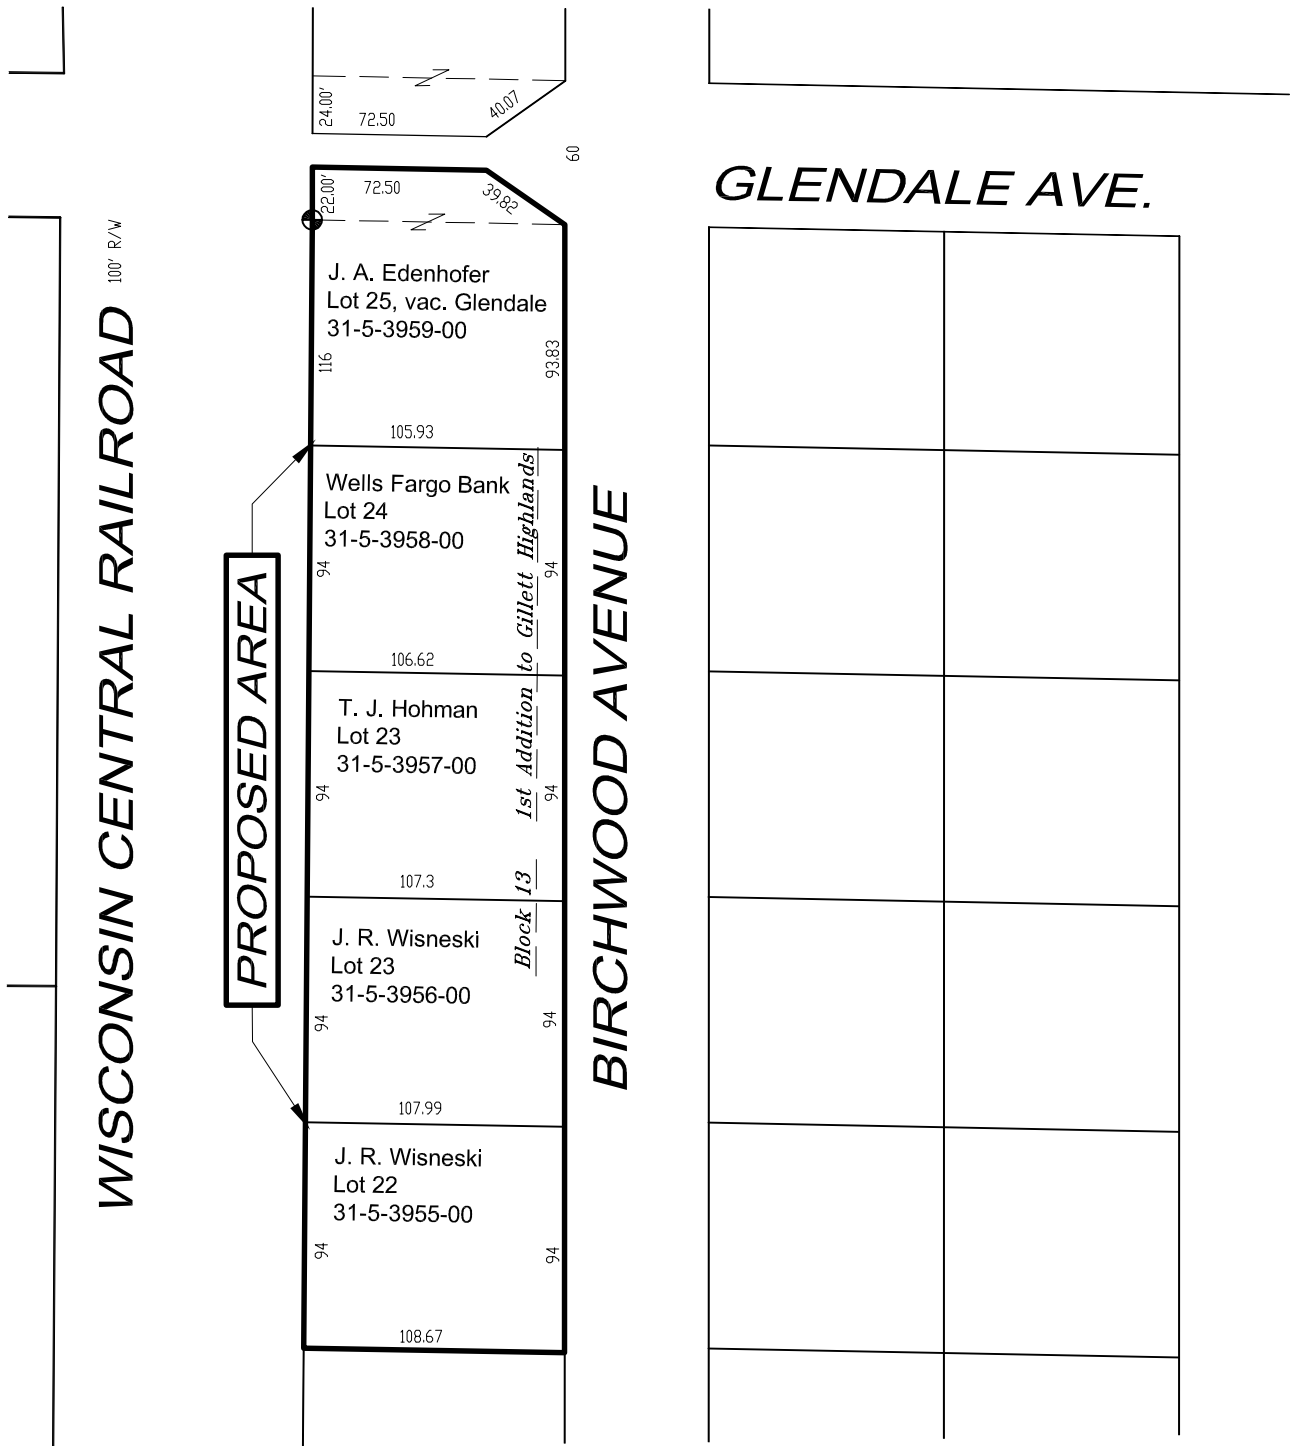 24.00'
72.50
40.07
60
22.00'
72.50
39.82
GLENDALE AVE.
100' R/W
WISCONSIN CENTRAL RAILROAD
J. A. Edenhofer
Lot 25, vac. Glendale
31-5-3959-00
116
93.83
105.93
Wells Fargo Bank
Lot 24
31-5-3958-00
94
94
106.62
PROPOSED AREA
T. J. Hohman
Lot 23
31-5-3957-00
94
94
107.3
Block 13 1st Addition to Gillett Highlands
BIRCHWOOD AVENUE
J. R. Wisneski
Lot 23
31-5-3956-00
94
94
107.99
J. R. Wisneski
Lot 22
31-5-3955-00
94
94
108.67